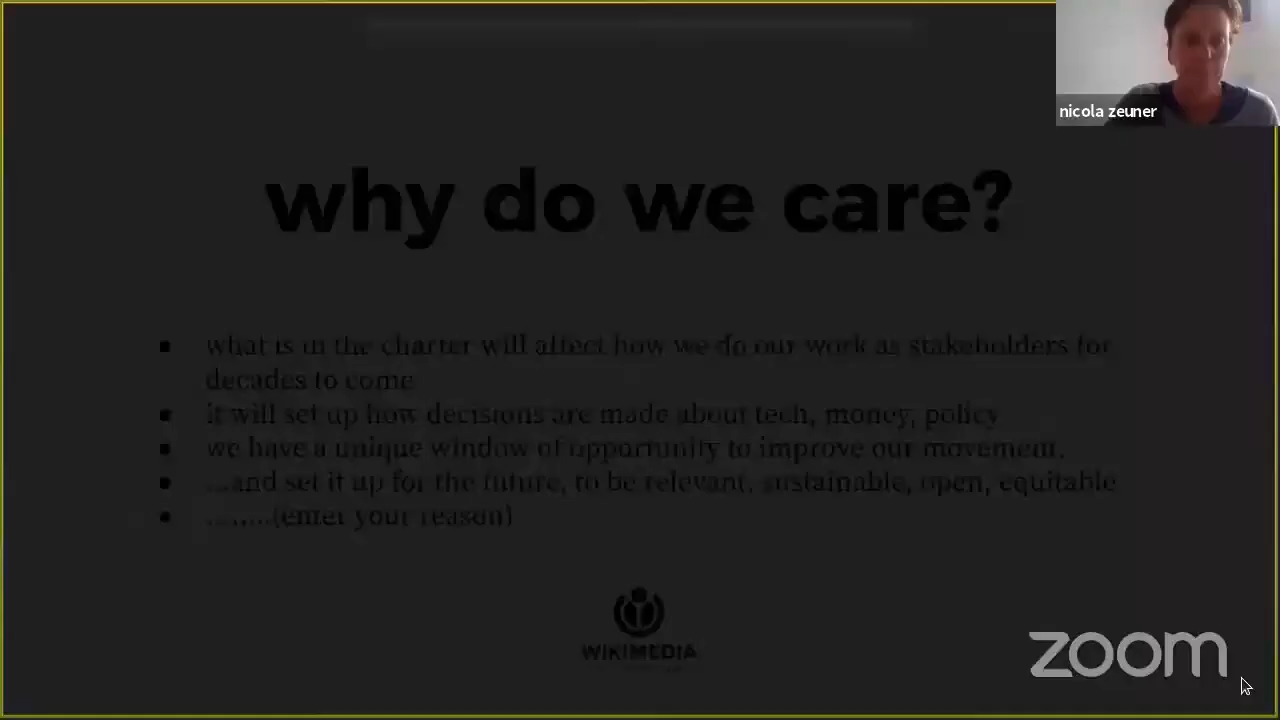 nicola zeuner
why do we care?
what is in the charter will affect how we do our work as stakeholders for
decades to come
it will set up how decisions are made about tech, money, policy
we have a unique window of opportunity to improve our movement.
...and set it up for the future, to be relevant, sustainable, open, equitable
........(enter your reason)
WIKIMEDIA
zoom